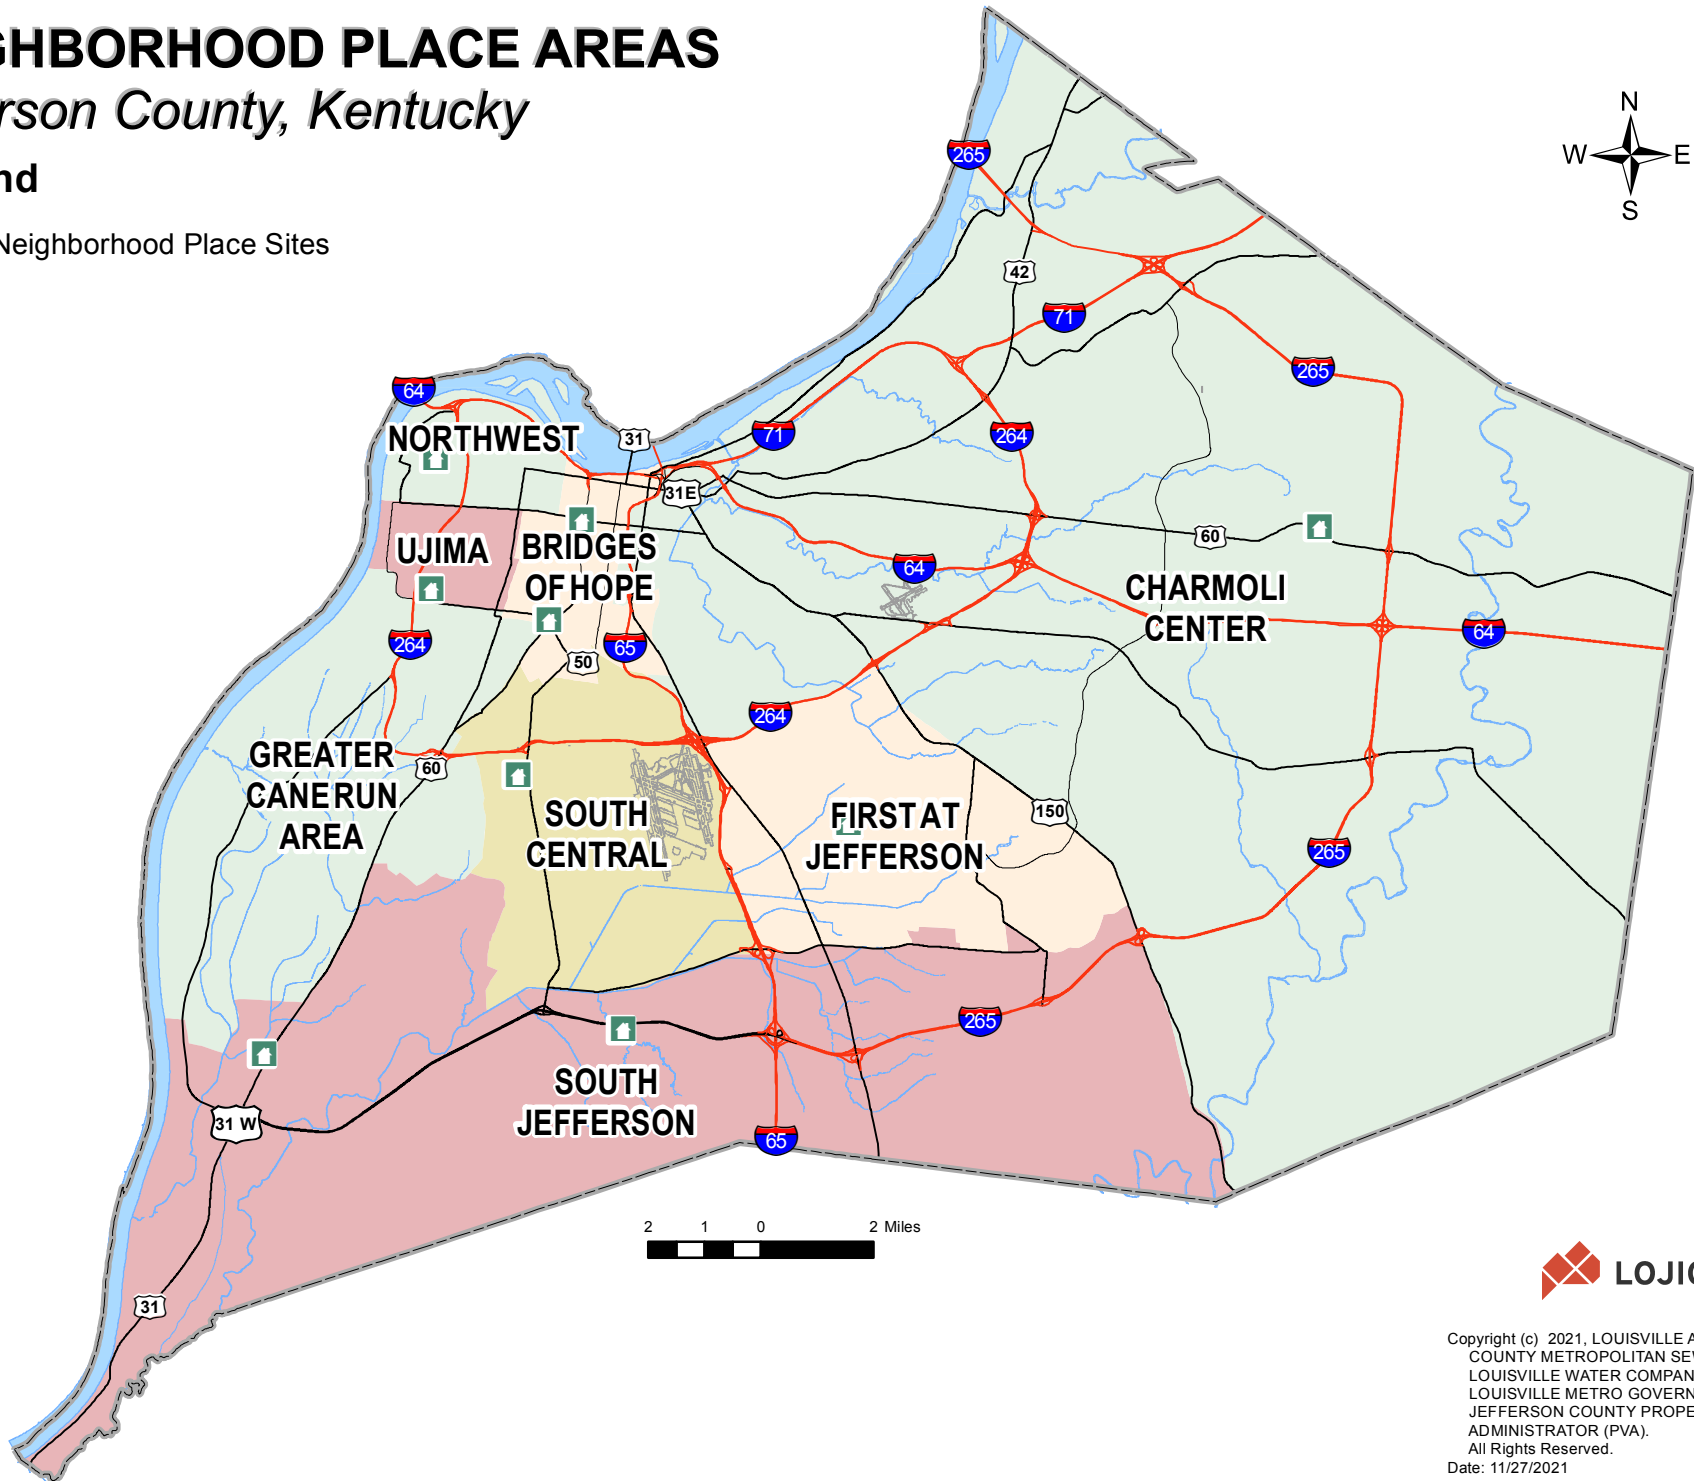 GHBORHOOD PLACE AREAS
rson County, Kentucky
nd
Neighborhood Place Sites
N
W E
S
265
42
71
265
64
NORTHWEST
31
71
264
31E
60
UJIMA
BRIDGES
OF HOPE
64
CHARMOLI
CENTER
264
65
50
64
264
GREATER
CANE RUN
AREA
60
SOUTH
CENTRAL
FIRST AT
JEFFERSON
150
265
265
SOUTH
JEFFERSON
31 W
65
31
2 1 0 2 Miles
LOJIC
Copyright (c) 2021, LOUISVILLE A
COUNTY METROPOLITAN SE
LOUISVILLE WATER COMPAN
LOUISVILLE METRO GOVERN
JEFFERSON COUNTY PROPE
ADMINISTRATOR (PVA).
All Rights Reserved.
Date: 11/27/2021